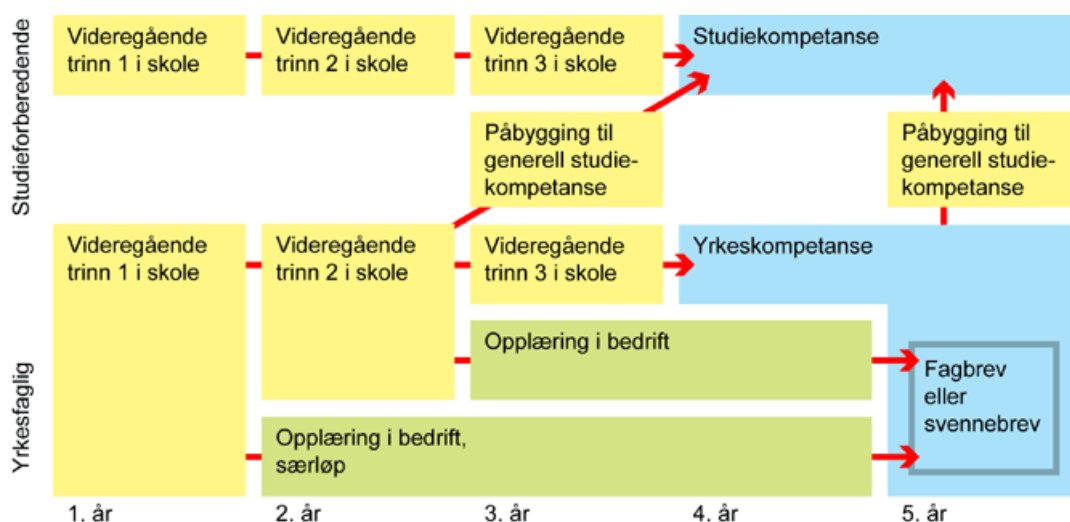 Studieforberedende
Videregående
trinn 1 i skole
Videregående
trinn 2 i skole
Videregående
trinn 3 i skole
Studiekompetanse
Påbygging til
generell studie-
kompetanse
Påbygging til
generell studie-
kompetanse
Yrkesfaglig
Videregående
trinn 1 i skole
Videregående
trinn 2 i skole
Videregående
trinn 3 i skole
Yrkeskompetanse
Opplæring i bedrift
Fagbrev
eller
svennebrev
Opplæring i bedrift,
særløp
1. år
2. år
3. år
4. år
5. år